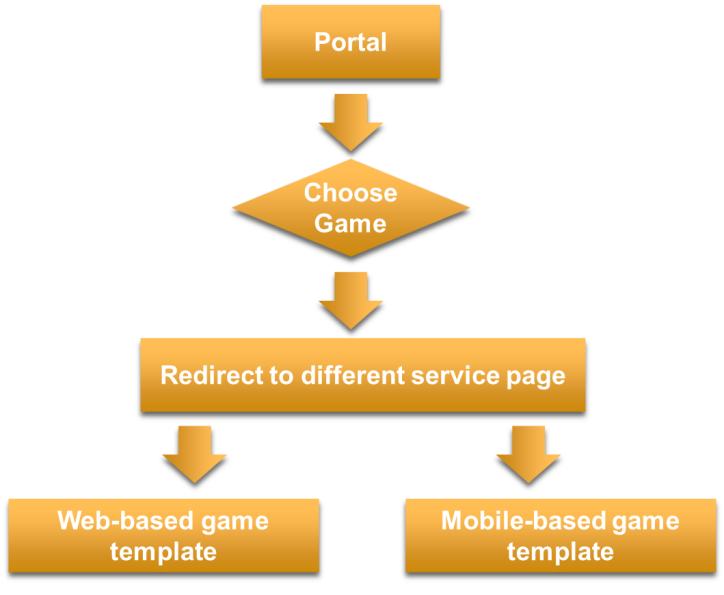 Portal
Choose
Game
Redirect to different service page
Web-based game
template
Mobile-based game
template